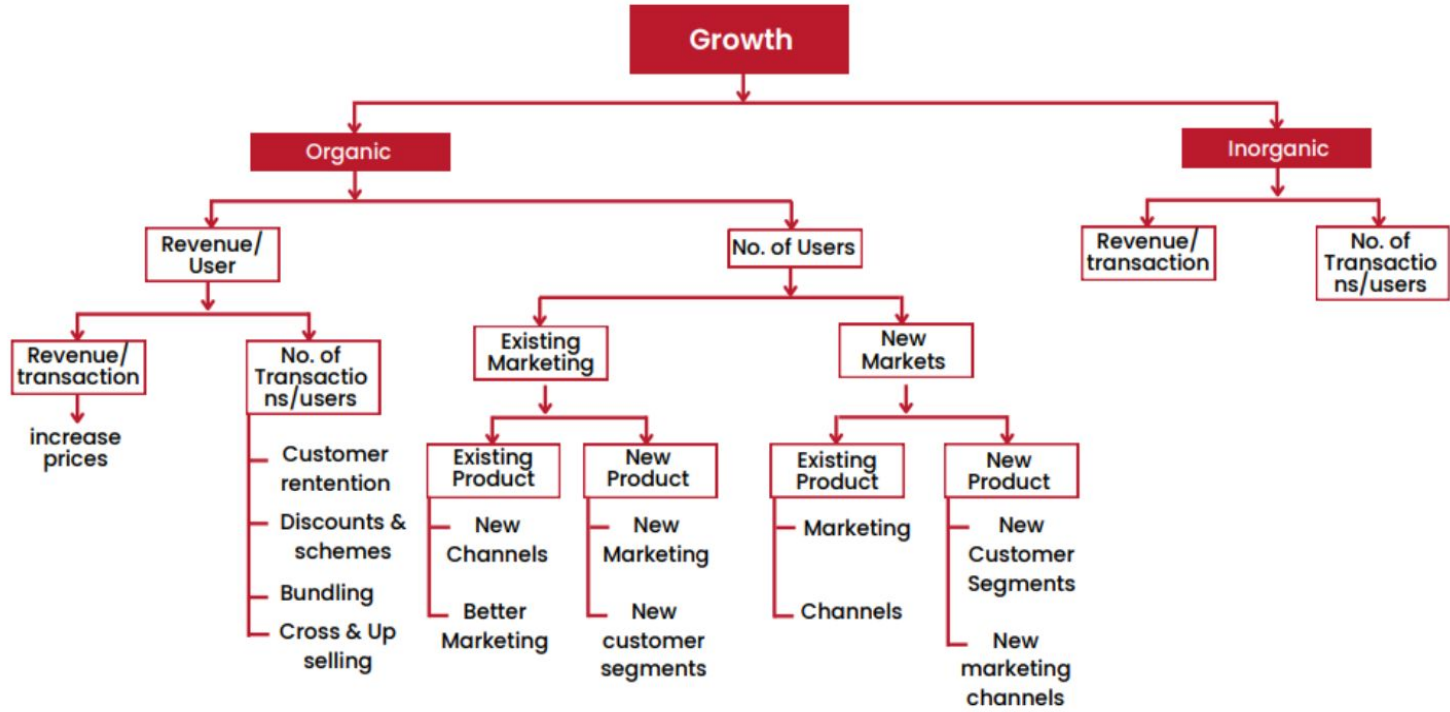 Growth
Organic
Inorganic
Revenue/
User
No. of Users
Revenue/
transaction
No. of
Transactio
ns/users
Revenue/
transaction
increase
prices
No. of
Transactio
ns/users
Customer
rentention
Discounts &
schemes
Bundling
Cross & Up
selling
Existing
Marketing
New
Markets
Existing
Product
New
Channels
Better
Marketing
New
Product
New
Marketing
New
customer
segments
Existing
Product
Marketing
Channels
New
Product
New
Customer
Segments
New
marketing
channels